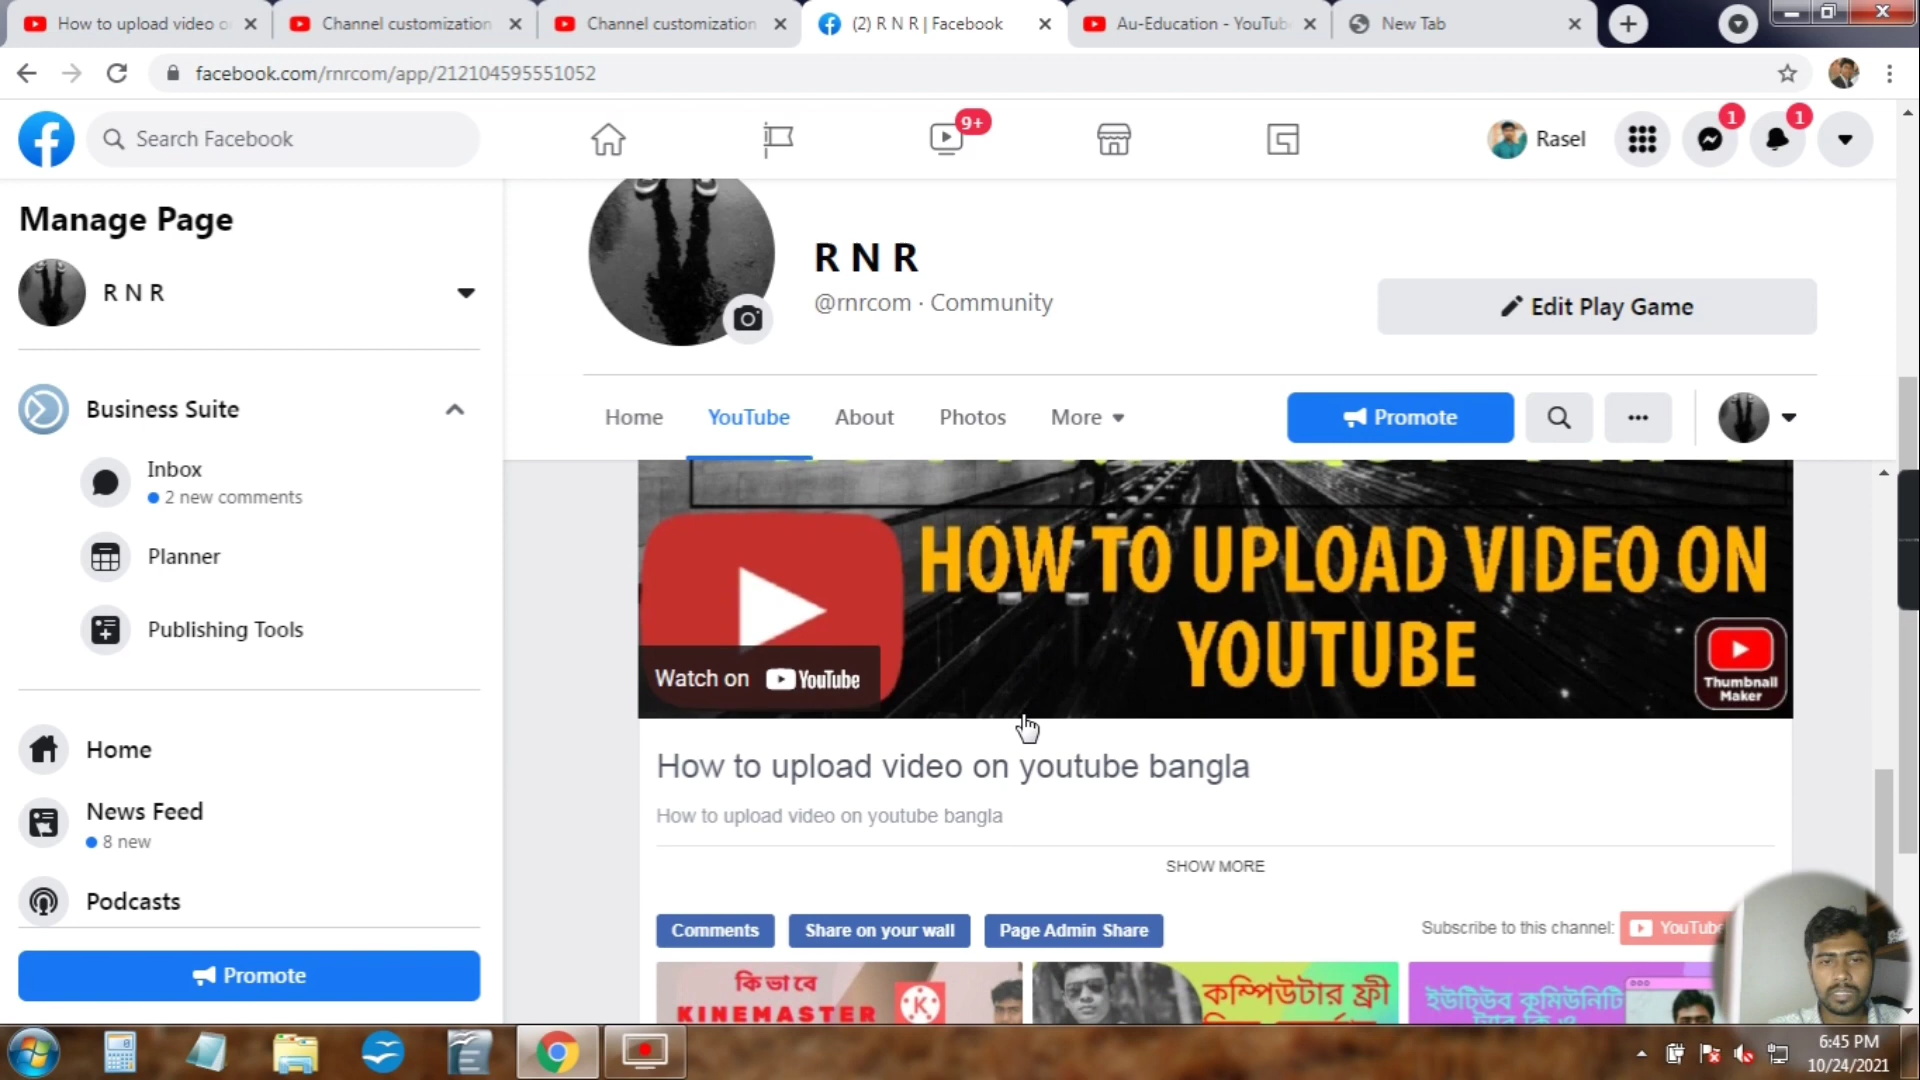 How to upload video o
Channel customization
Channel customization
(2) R N R | Facebook
Au-Education - YouTub
New Tab
facebook.com/rnrcom/app/212104595551052
Search Facebook
9+
Rasel
1
1
Manage Page
R N R
R N R
@rnrcom · Community
Edit Play Game
Business Suite
Home
YouTube
About
Photos
More
Promote
Inbox
2 new comments
Planner
Publishing Tools
HOW TO UPLOAD VIDEO ON
YOUTUBE
Watch on YouTube
Thumbnail
Maker
Home
News Feed
8 new
Podcasts
Promote
How to upload video on youtube bangla
How to upload video on youtube bangla
SHOW MORE
Comments
Share on your wall
Page Admin Share
Subscribe to this channel:
YouTube
কি ভাবে
KINEMASTER
কম্পিউটার ফ্রী
ইউটিউব কমিউনিটি
6:45 PM
10/24/2021